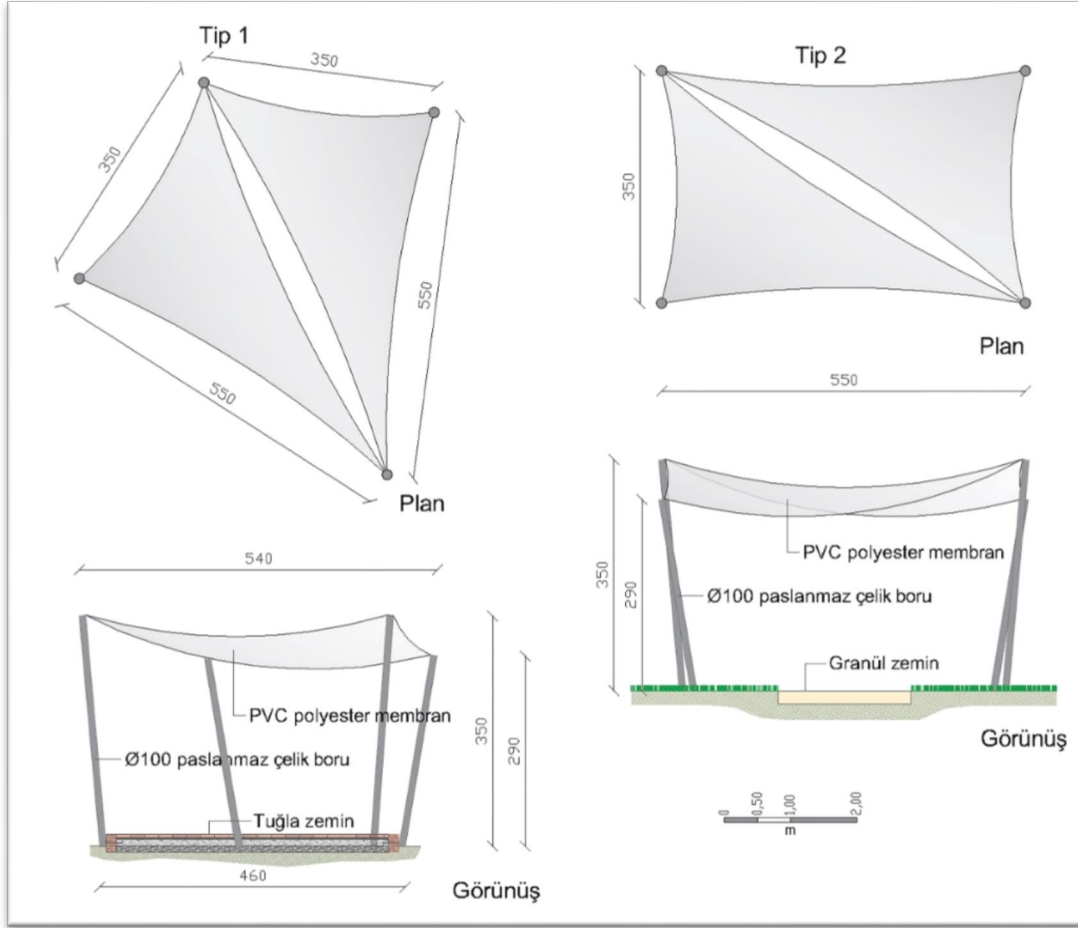 Tip 1
350
350
550
550
Plan
Tip 2
350
Plan
550
540
PVC polyester membran
Ø100 paslanmaz çelik boru
Tuğla zemin
350
290
460
Görünüş
PVC polyester membran
Ø100 paslanmaz çelik boru
Granül zemin
350
290
Görünüş
0 0,50 1,00 2,00
m